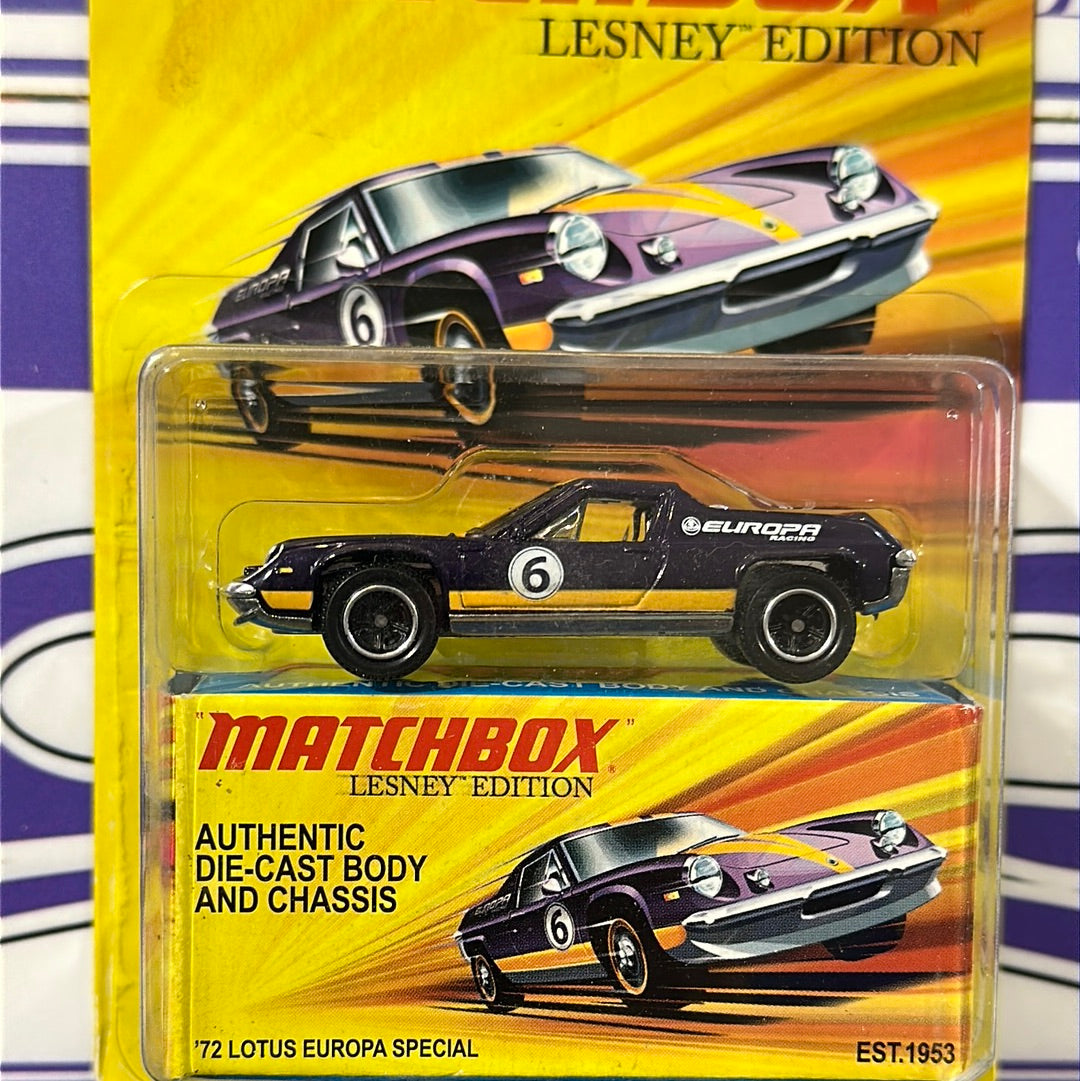 LESNEY™ EDITION
EUROPA
6
EUROPA
RACING
6
"MATCHBOX"®
LESNEY™ EDITION
AUTHENTIC
DIE-CAST BODY
AND CHASSIS
EUROPA
6
'72 LOTUS EUROPA SPECIAL
EST.1953